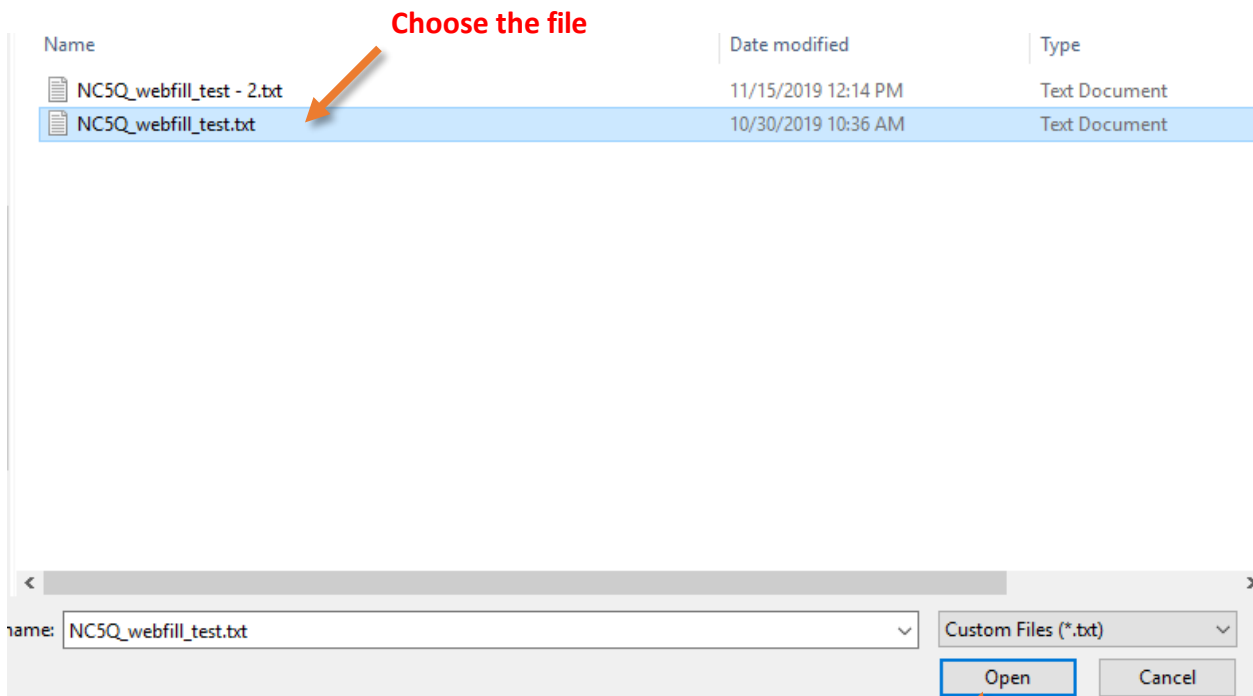 Choose the file
Name Date modified Type
NC5Q_webfill_test - 2.txt 11/15/2019 12:14 PM Text Document
NC5Q_webfill_test.txt 10/30/2019 10:36 AM Text Document
name: NC5Q_webfill_test.txt Custom Files (*.txt)
Open Cancel